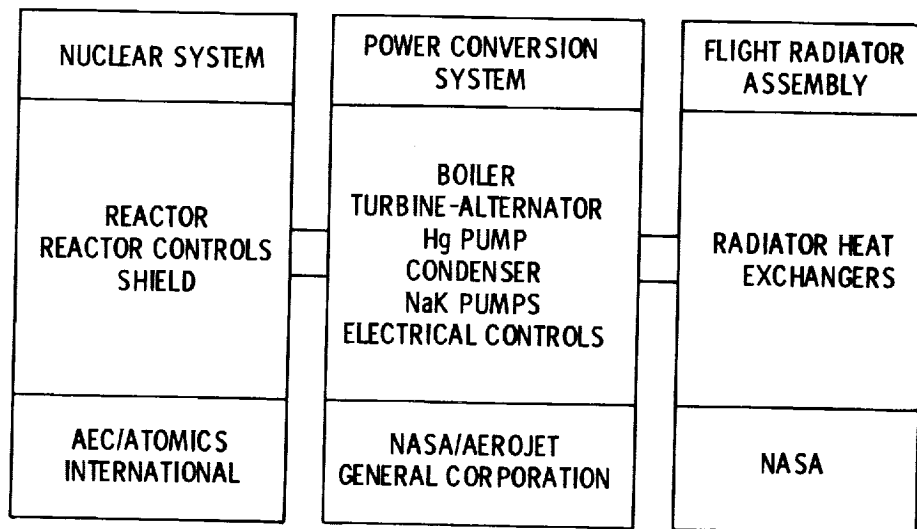 NUCLEAR SYSTEM
REACTOR
REACTOR CONTROLS
SHIELD
AEC/ATOMICS
INTERNATIONAL
POWER CONVERSION
SYSTEM
BOILER
TURBINE-ALTERNATOR
Hg PUMP
CONDENSER
NaK PUMPS
ELECTRICAL CONTROLS
NASA/AEROJET
GENERAL CORPORATION
FLIGHT RADIATOR
ASSEMBLY
RADIATOR HEAT
EXCHANGERS
NASA